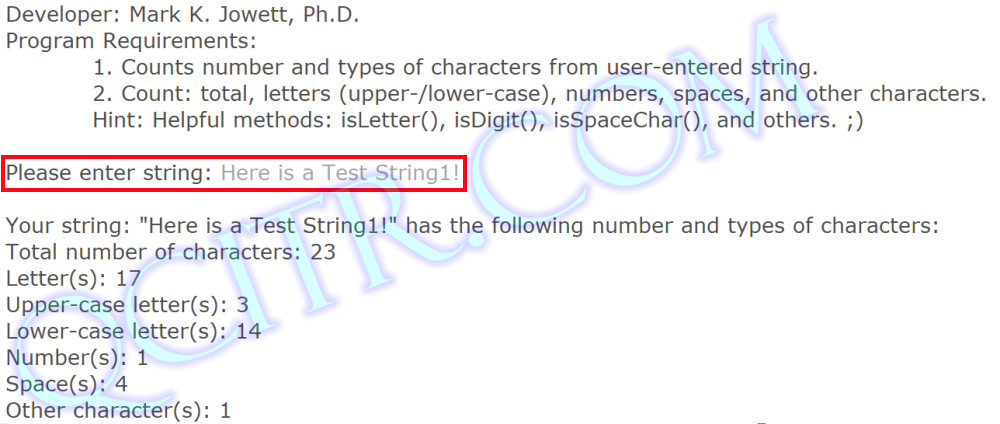 Developer: Mark K. Jowett, Ph.D.
Program Requirements:
1. Counts number and types of characters from user-entered string.
2. Count: total, letters (upper-/lower-case), numbers, spaces, and other characters.
Hint: Helpful methods: isLetter(), isDigit(), isSpaceChar(), and others. ;)
Please enter string: Here is a Test String1!
Your string: "Here is a Test String1!" has the following number and types of characters:
Total number of characters: 23
Letter(s): 17
Upper-case letter(s): 3
Lower-case letter(s): 14
Number(s): 1
Space(s): 4
Other character(s): 1
QCITR.COM